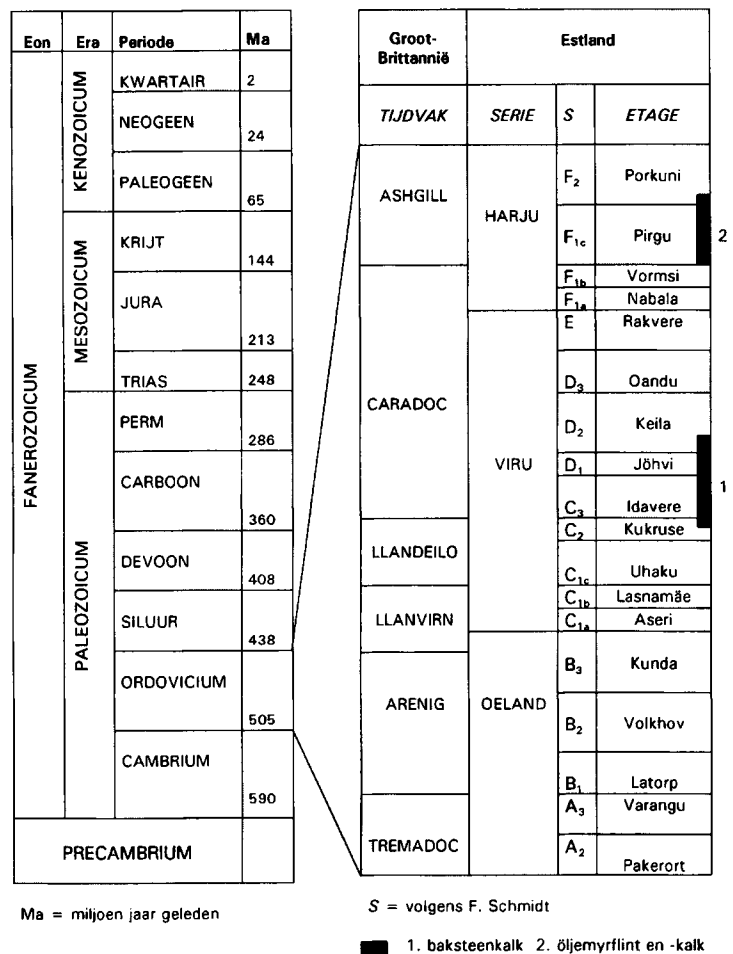 Eon Era Periode Ma
FANEROZOICUM
KENOZOICUM
KWARTAIR 2
NEOGEEN 24
PALEOGEEN 65
MESOZOICUM
KRIJT 144
JURA 213
TRIAS 248
PALEOZOICUM
PERM 286
CARBOON 360
DEVOON 408
SILUUR 438
ORDOVICIUM 505
CAMBRIUM 590
PRECAMBRIUM
Ma = miljoen jaar geleden
Groot-
Brittannië
Estland
TIJDVAK SERIE S ETAGE
ASHGILL
CARADOC
LLANDEILO
LLANVIRN
ARENIG
TREMADOC
HARJU
VIRU
OELAND
F₂ Porkuni
F₁c Pirgu 2
F₁b Vormsi
F₁a Nabala
E Rakvere
D₃ Oandu
D₂ Keila
D₁ Jöhvi
1
C₃ Idavere
C₂ Kukruse
C₁c Uhaku
C₁b Lasnamäe
C₁a Aseri
B₃ Kunda
B₂ Volkhov
B₁ Latorp
A₃ Varangu
A₂ Pakerort
S = volgens F. Schmidt
1. baksteenkalk 2. öljemyrflint en -kalk